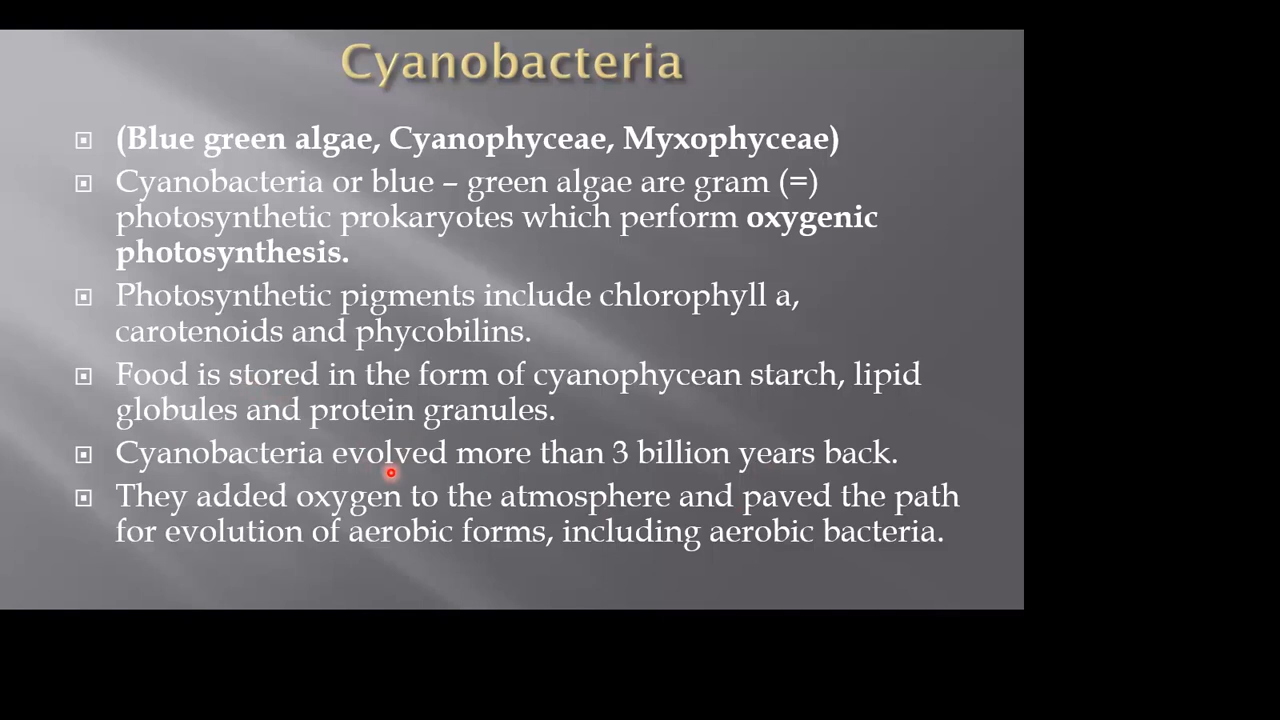 Cyanobacteria
(Blue green algae, Cyanophyceae, Myxophyceae)
Cyanobacteria or blue – green algae are gram (=)
photosynthetic prokaryotes which perform oxygenic
photosynthesis.
Photosynthetic pigments include chlorophyll a,
carotenoids and phycobilins.
Food is stored in the form of cyanophycean starch, lipid
globules and protein granules.
Cyanobacteria evolved more than 3 billion years back.
They added oxygen to the atmosphere and paved the path
for evolution of aerobic forms, including aerobic bacteria.